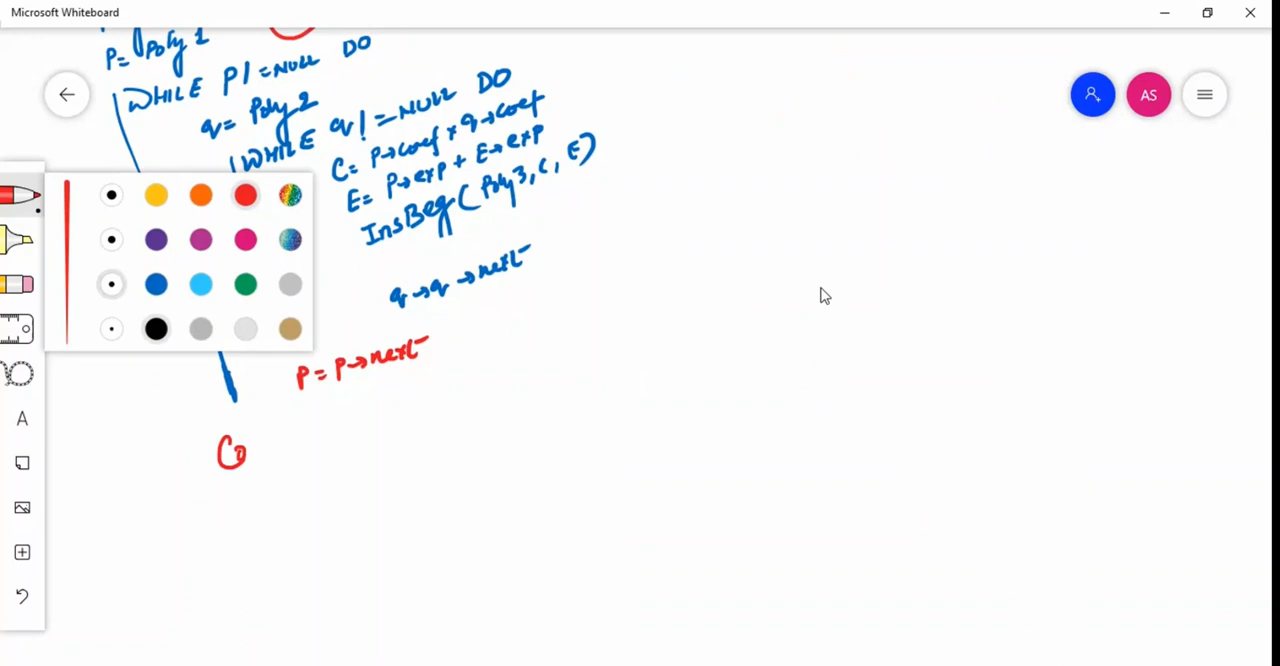 Microsoft Whiteboard
P= Poly 1
WHILE P!=NULL DO
q= Poly 2
WHILE q!=NULL DO
C= P→coef * q→coef
E= P→exp + E→exp
InsBeg( Poly3, C, E)
q→q→next
P= P→next
Co
AS
A